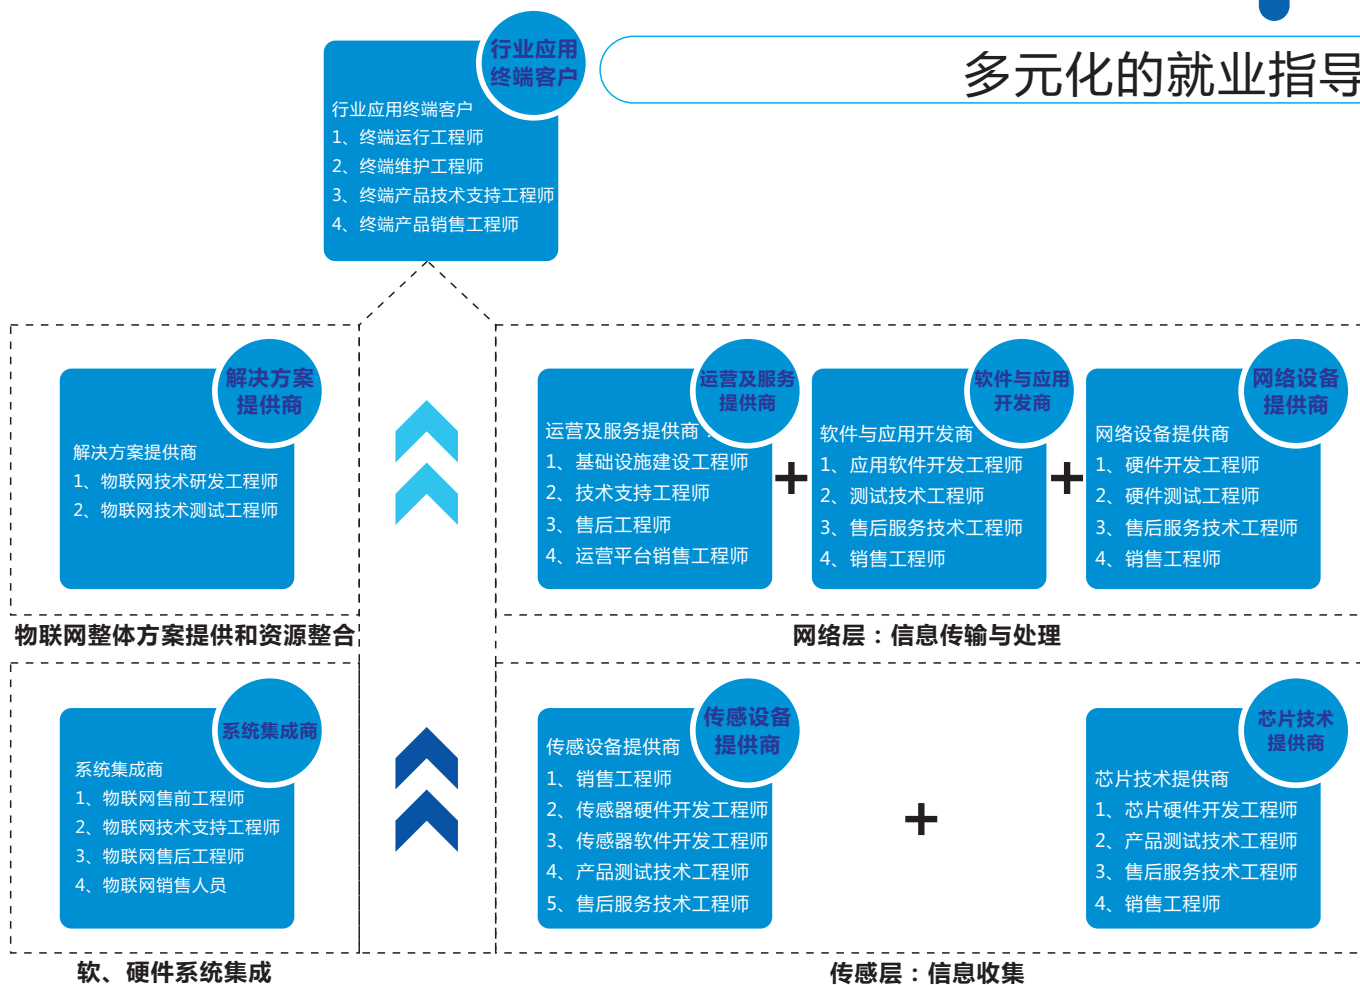 多元化的就业指导
行业应用
终端客户
行业应用终端客户
1、终端运行工程师
2、终端维护工程师
3、终端产品技术支持工程师
4、终端产品销售工程师
解决方案
提供商
解决方案提供商
1、物联网技术研发工程师
2、物联网技术测试工程师
运营及服务
提供商
运营及服务提供商：
1、基础设施建设工程师
2、技术支持工程师
3、售后工程师
4、运营平台销售工程师
+
软件与应用
开发商
软件与应用开发商
1、应用软件开发工程师
2、测试技术工程师
3、售后服务技术工程师
4、销售工程师
+
网络设备
提供商
网络设备提供商
1、硬件开发工程师
2、硬件测试工程师
3、售后服务技术工程师
4、销售工程师
物联网整体方案提供和资源整合
网络层：信息传输与处理
系统集成商
系统集成商
1、物联网售前工程师
2、物联网技术支持工程师
3、物联网售后工程师
4、物联网销售人员
传感设备
提供商
传感设备提供商
1、销售工程师
2、传感器硬件开发工程师
3、传感器软件开发工程师
4、产品测试技术工程师
5、售后服务技术工程师
+
芯片技术
提供商
芯片技术提供商
1、芯片硬件开发工程师
2、产品测试技术工程师
3、售后服务技术工程师
4、销售工程师
软、硬件系统集成
传感层：信息收集